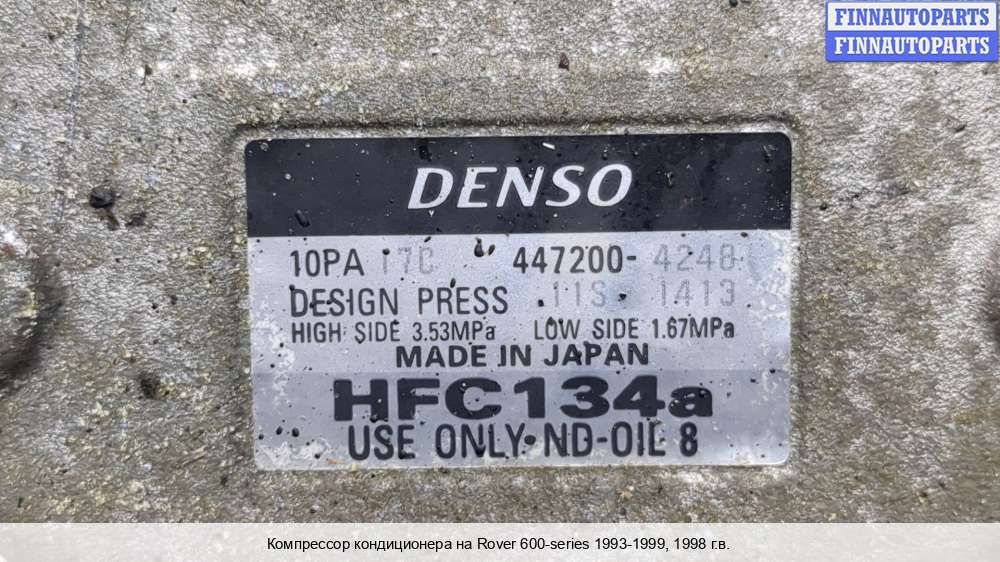 FINNAUTOPARTS
FINNAUTOPARTS
DENSO
10PA 17C 447200-4248
DESIGN PRESS 11S 1413
HIGH SIDE 3.53MPa LOW SIDE 1.67MPa
MADE IN JAPAN
HFC134a
USE ONLY ND-OIL 8
Компрессор кондиционера на Rover 600-series 1993-1999, 1998 г.в.